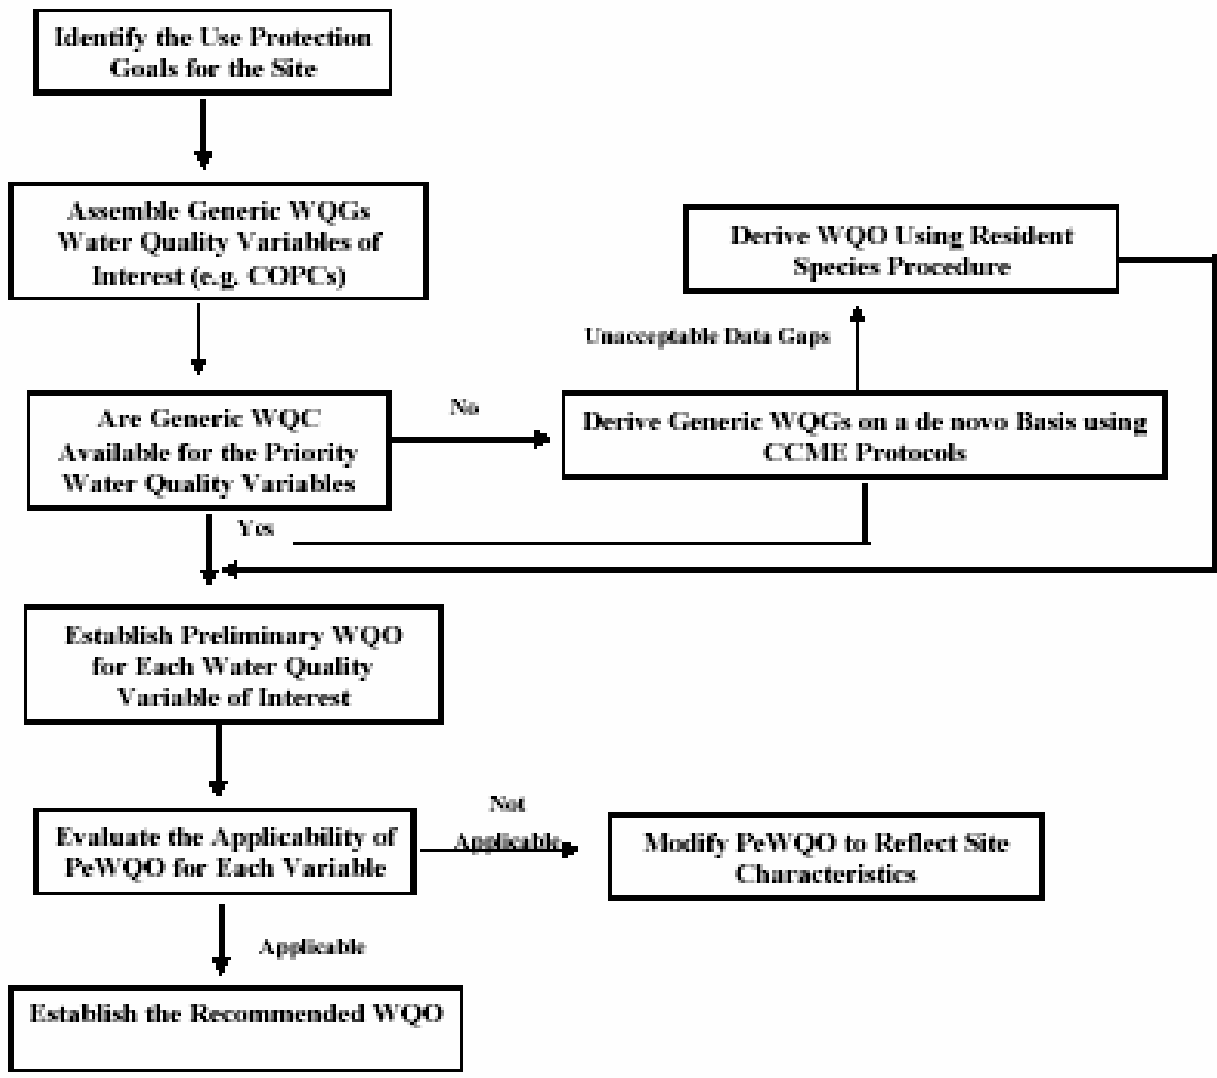 Identify the Use Protection
Goals for the Site
Assemble Generic WQGs
Water Quality Variables of
Interest (e.g. COPCs)
Derive WQO Using Resident
Species Procedure
Unacceptable Data Gaps
Are Generic WQC
Available for the Priority
Water Quality Variables
No
Derive Generic WQGs on a de novo Basis using
CCME Protocols
Yes
Establish Preliminary WQO
for Each Water Quality
Variable of Interest
Evaluate the Applicability of
PeWQO for Each Variable
Not
Applicable
Modify PeWQO to Reflect Site
Characteristics
Applicable
Establish the Recommended WQO